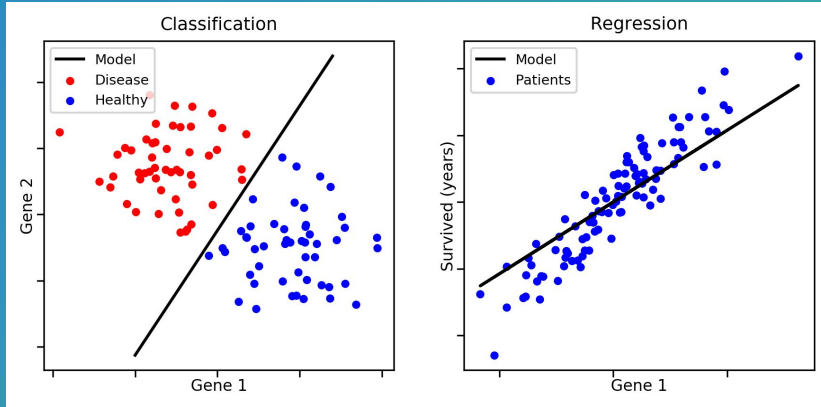 Classification
Model
Disease
Healthy
Gene 2
Gene 1
Regression
Model
Patients
Survived (years)
Gene 1